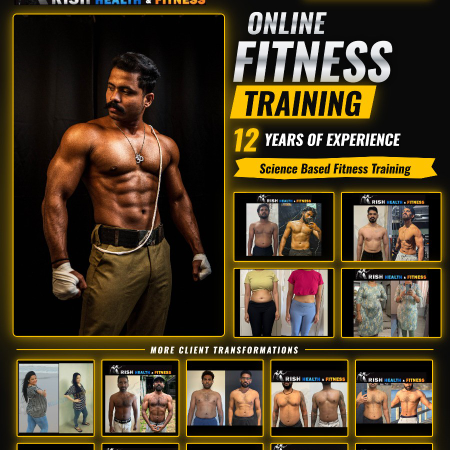 RISH HEALTH & FITNESS
ONLINE
FITNESS
TRAINING
12 YEARS OF EXPERIENCE
Science Based Fitness Training
RISH HEALTH & FITNESS
RISH HEALTH & FITNESS
RISH HEALTH & FITNESS
MORE CLIENT TRANSFORMATIONS
RISH HEALTH & FITNESS
RISH HEALTH & FITNESS
RISH HEALTH & FITNESS